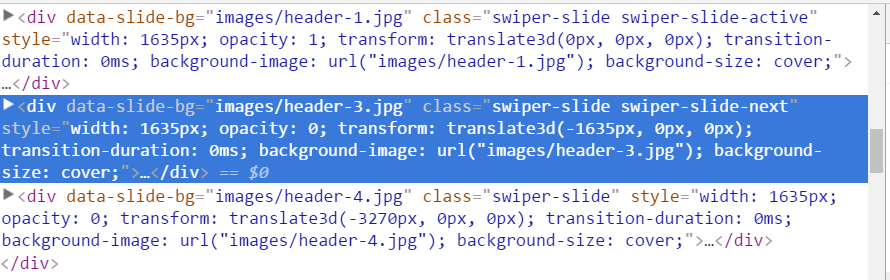 ▶<div data-slide-bg="images/header-1.jpg" class="swiper-slide swiper-slide-active"
style="width: 1635px; opacity: 1; transform: translate3d(0px, 0px, 0px); transition-
duration: 0ms; background-image: url("images/header-1.jpg"); background-size: cover;">
…</div>
▶<div data-slide-bg="images/header-3.jpg" class="swiper-slide swiper-slide-next"
style="width: 1635px; opacity: 0; transform: translate3d(-1635px, 0px, 0px);
transition-duration: 0ms; background-image: url("images/header-3.jpg"); background-
size: cover;">…</div> == $0
▶<div data-slide-bg="images/header-4.jpg" class="swiper-slide" style="width: 1635px;
opacity: 0; transform: translate3d(-3270px, 0px, 0px); transition-duration: 0ms;
background-image: url("images/header-4.jpg"); background-size: cover;">…</div>
</div>